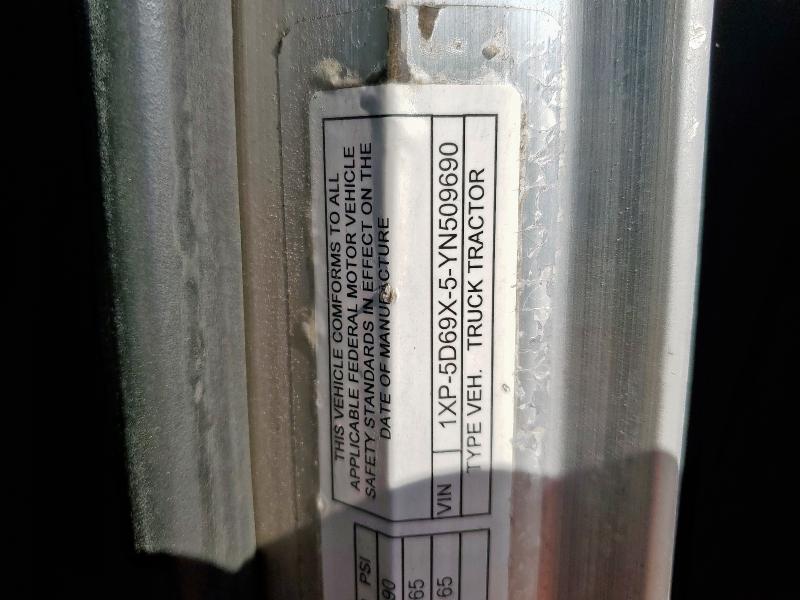 THIS VEHICLE COMFORMS TO ALL
APPLICABLE FEDERAL MOTOR VEHICLE
SAFETY STANDARDS IN EFFECT ON THE
DATE OF MANUFACTURE
VIN 1XP-5D69X-5-YN509690
TYPE VEH. TRUCK TRACTOR
PSI
90
65
65